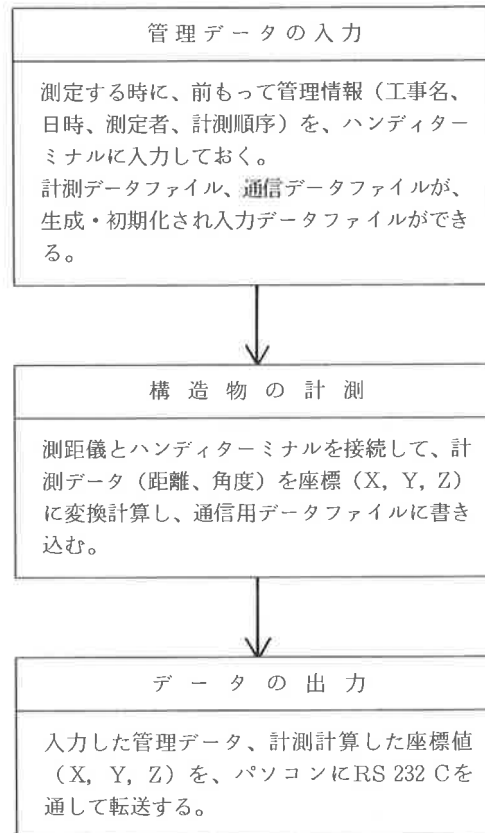 管理データの入力
測定する時に、前もって管理情報（工事名、
日時、測定者、計測順序）を、ハンディター
ミナルに入力しておく。
計測データファイル、通信データファイルが、
生成・初期化され入力データファイルができ
る。
構造物の計測
測距儀とハンディターミナルを接続して、計
測データ（距離、角度）を座標（X, Y, Z）
に変換計算し、通信用データファイルに書き
込む。
データの出力
入力した管理データ、計測計算した座標値
（X, Y, Z）を、パソコンにRS 232 Cを
通して転送する。